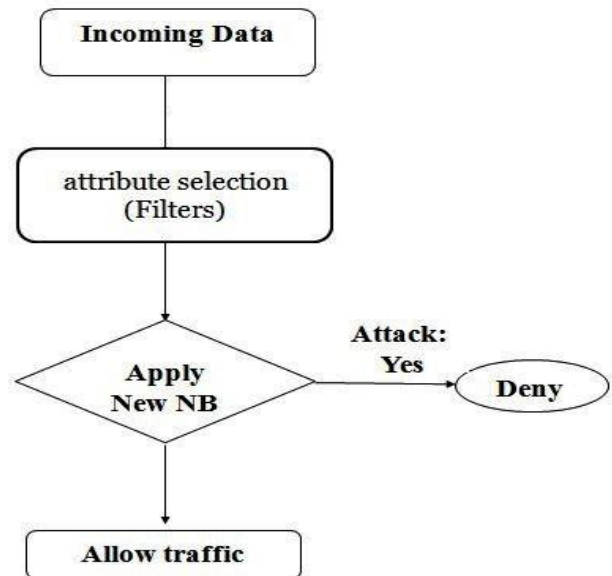 Incoming Data
attribute selection
(Filters)
Attack:
Yes
Apply
New NB
Deny
Allow traffic